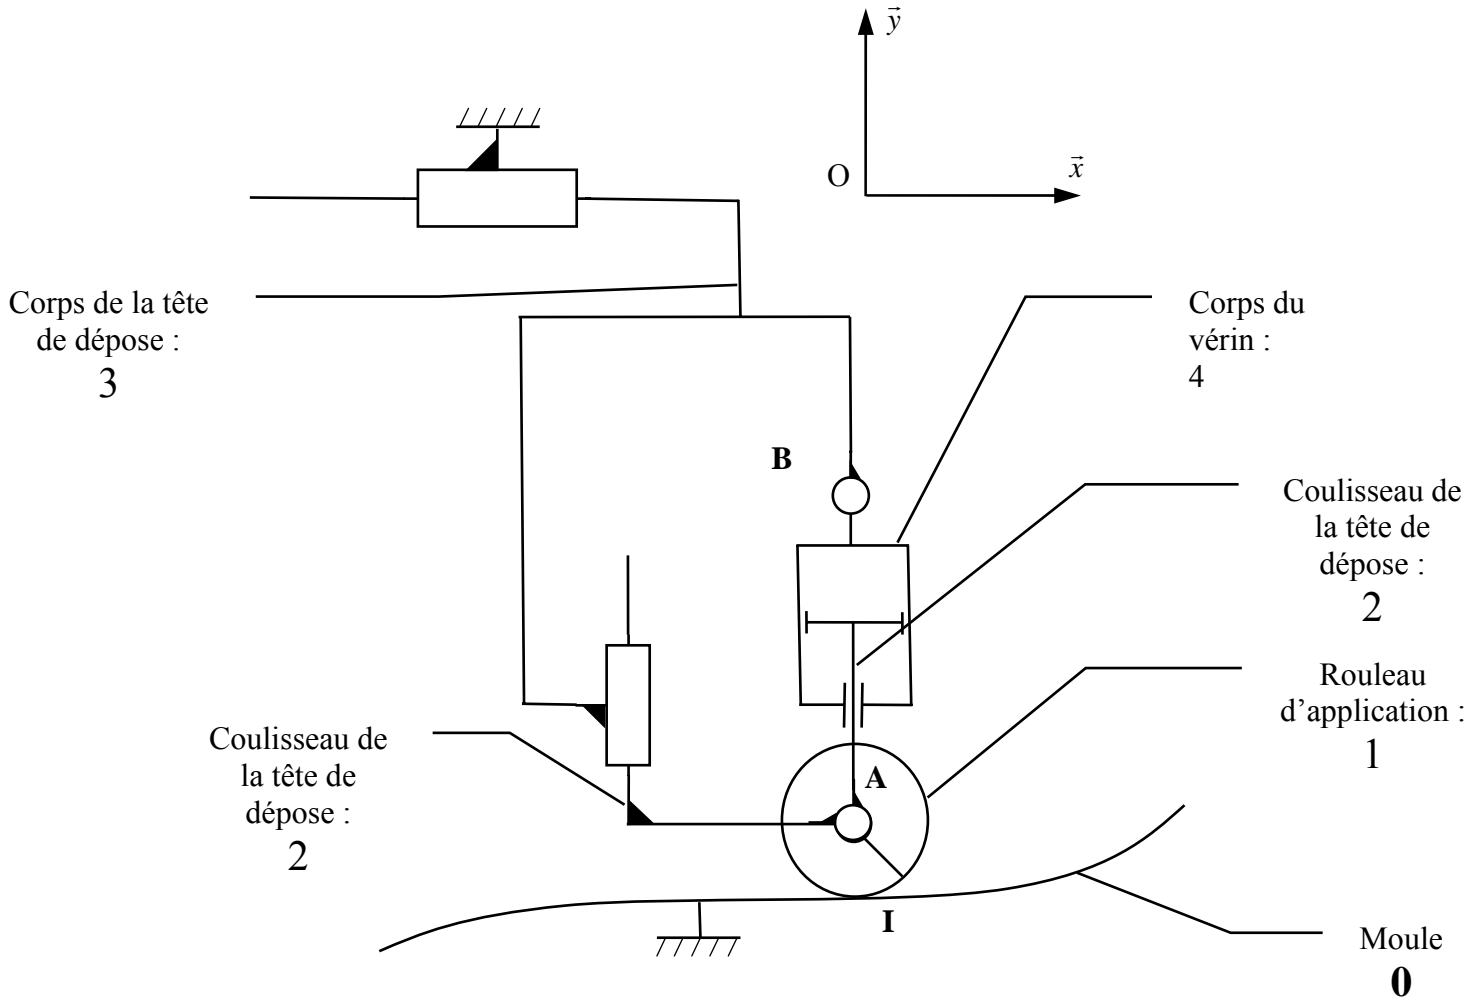 y
O
x
Corps de la tête
de dépose :
3
Corps du
vérin :
4
B
Coulisseau de
la tête de
dépose :
2
Rouleau
d’application :
1
Coulisseau de
la tête de
dépose :
2
A
I
Moule
0